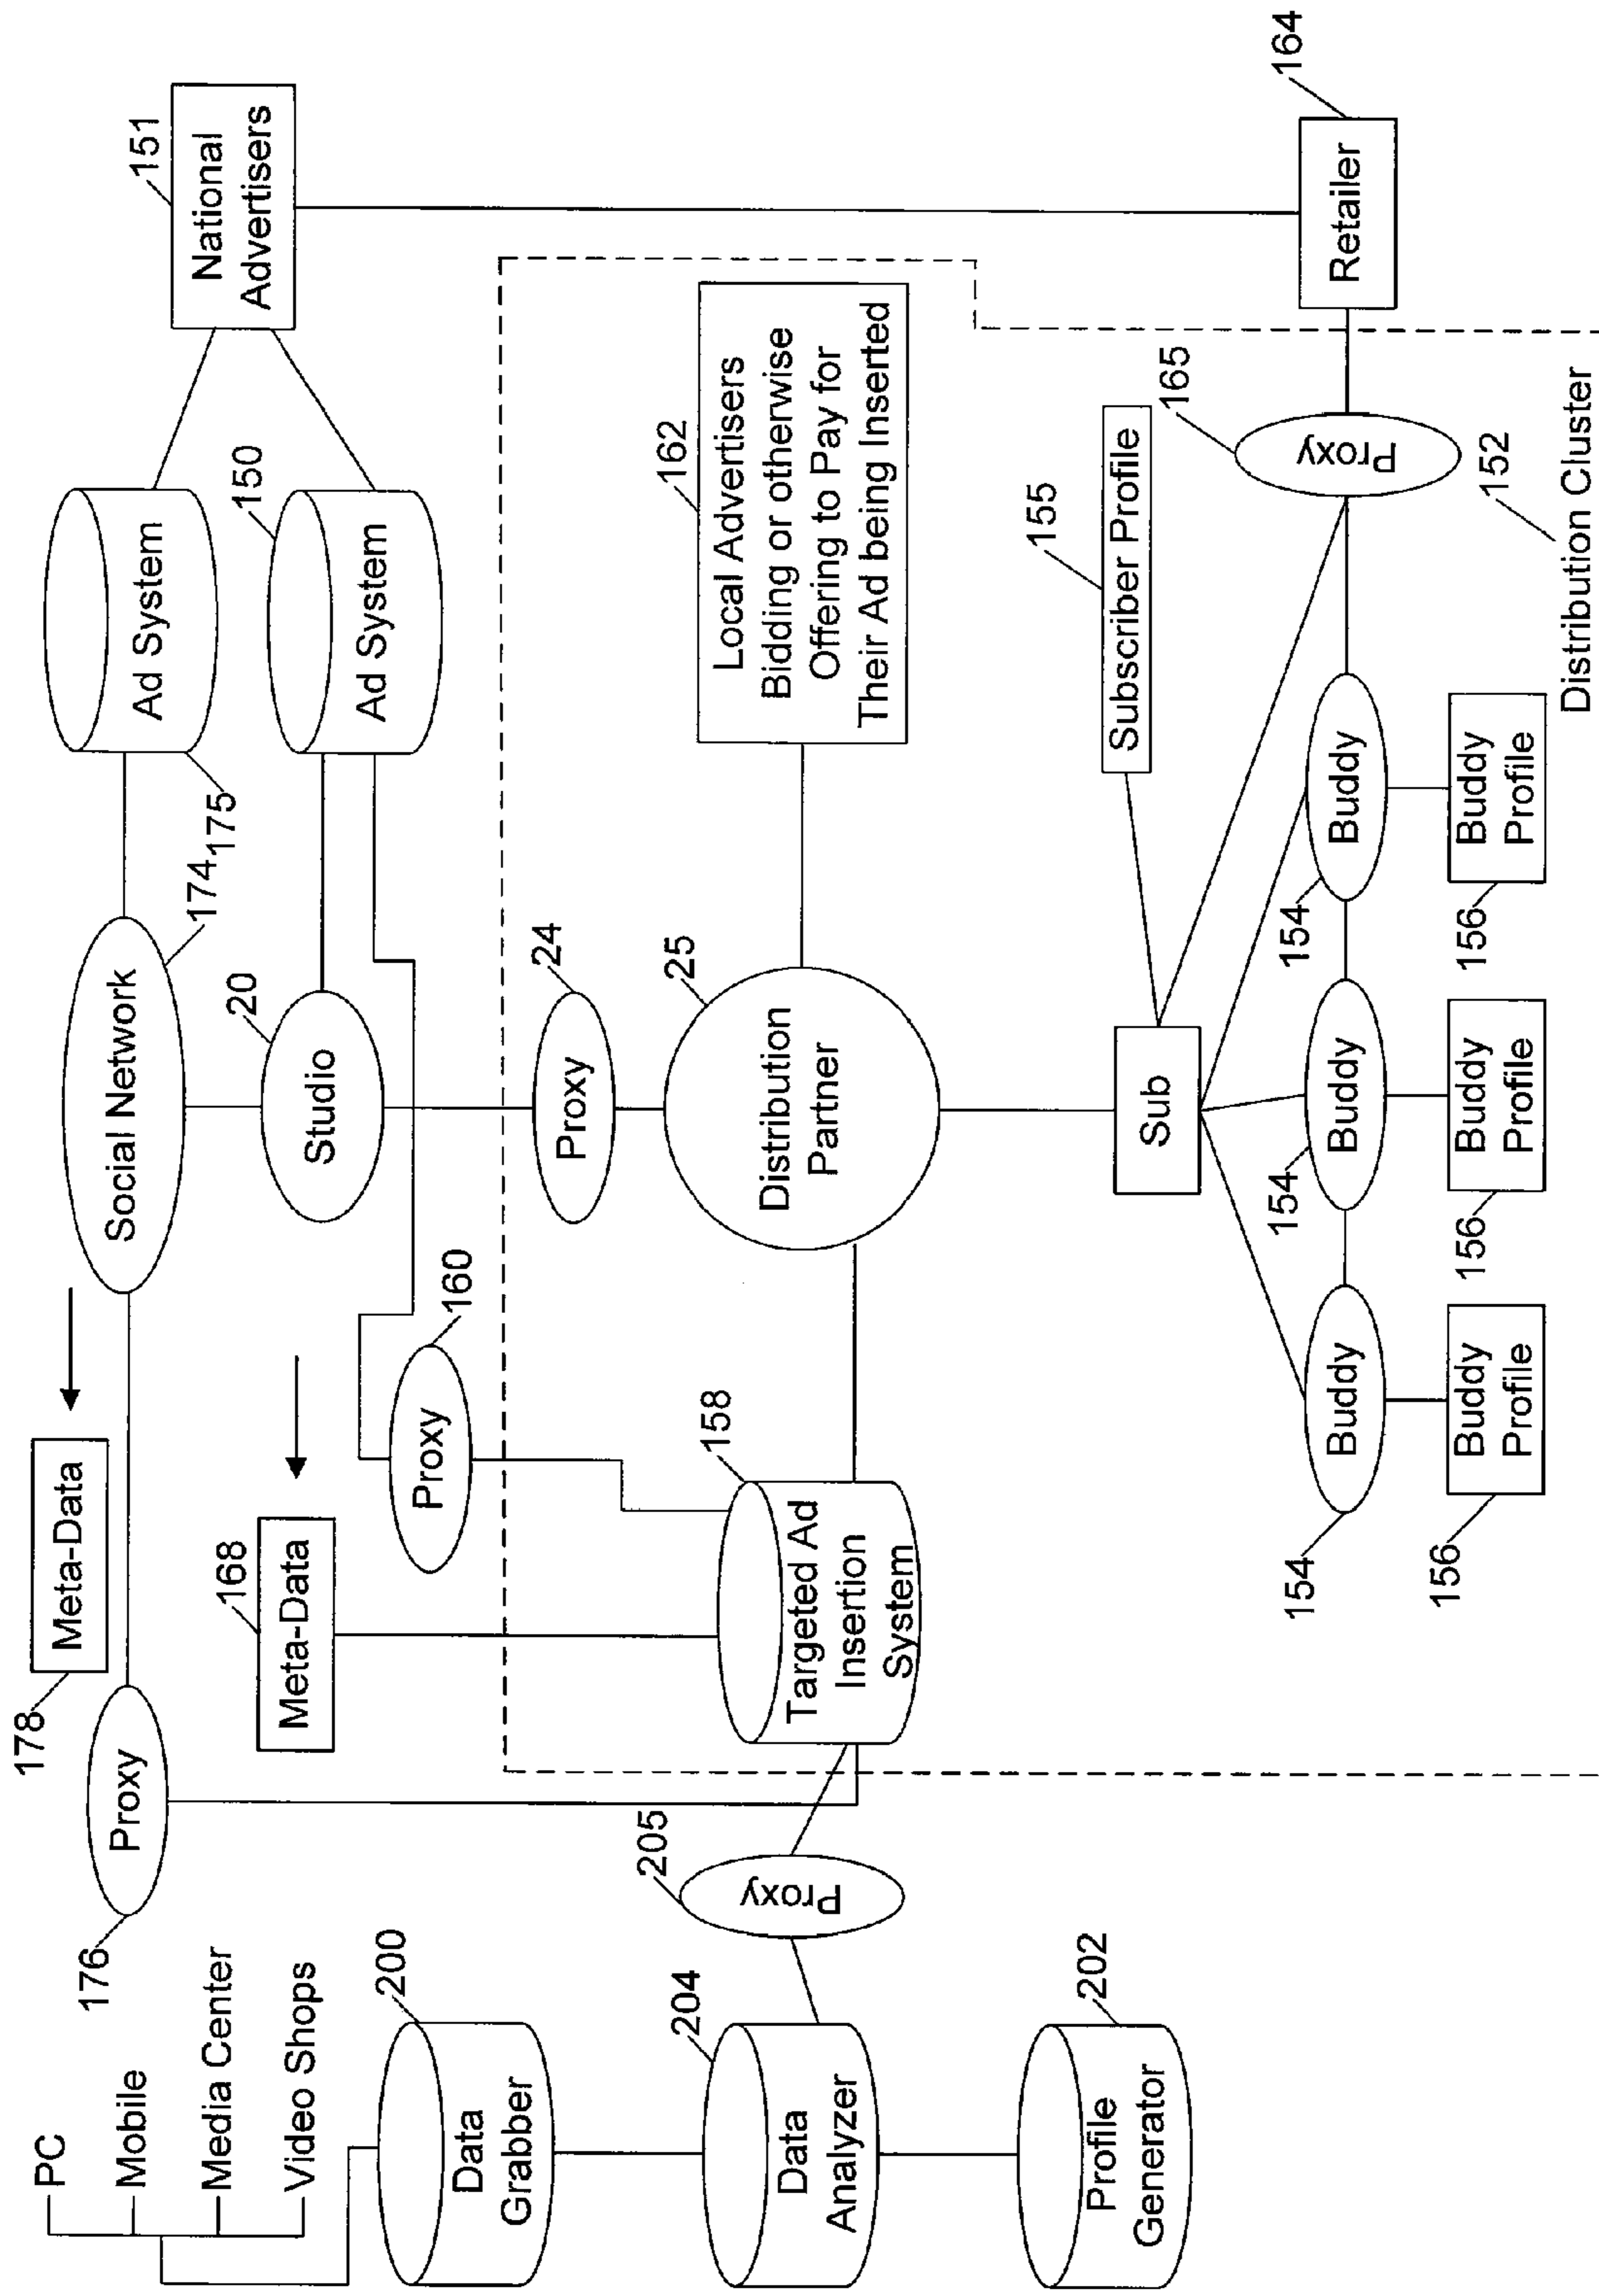 PC
Mobile
Media Center
Video Shops
176
Proxy
178
Meta-Data
Social Network
174
175
Ad System
151
National
Advertisers
168
Meta-Data
Studio
20
Ad System
150
Proxy
160
Proxy
24
200
Data
Grabber
204
Data
Analyzer
202
Profile
Generator
205
Proxy
158
Targeted Ad
Insertion
System
25
Distribution
Partner
162
Local Advertisers
Bidding or otherwise
Offering to Pay for
Their Ad being Inserted
Sub
155
Subscriber Profile
165
Proxy
164
Retailer
154
Buddy
154
Buddy
154
Buddy
156
Buddy
Profile
156
Buddy
Profile
156
Buddy
Profile
152
Distribution Cluster